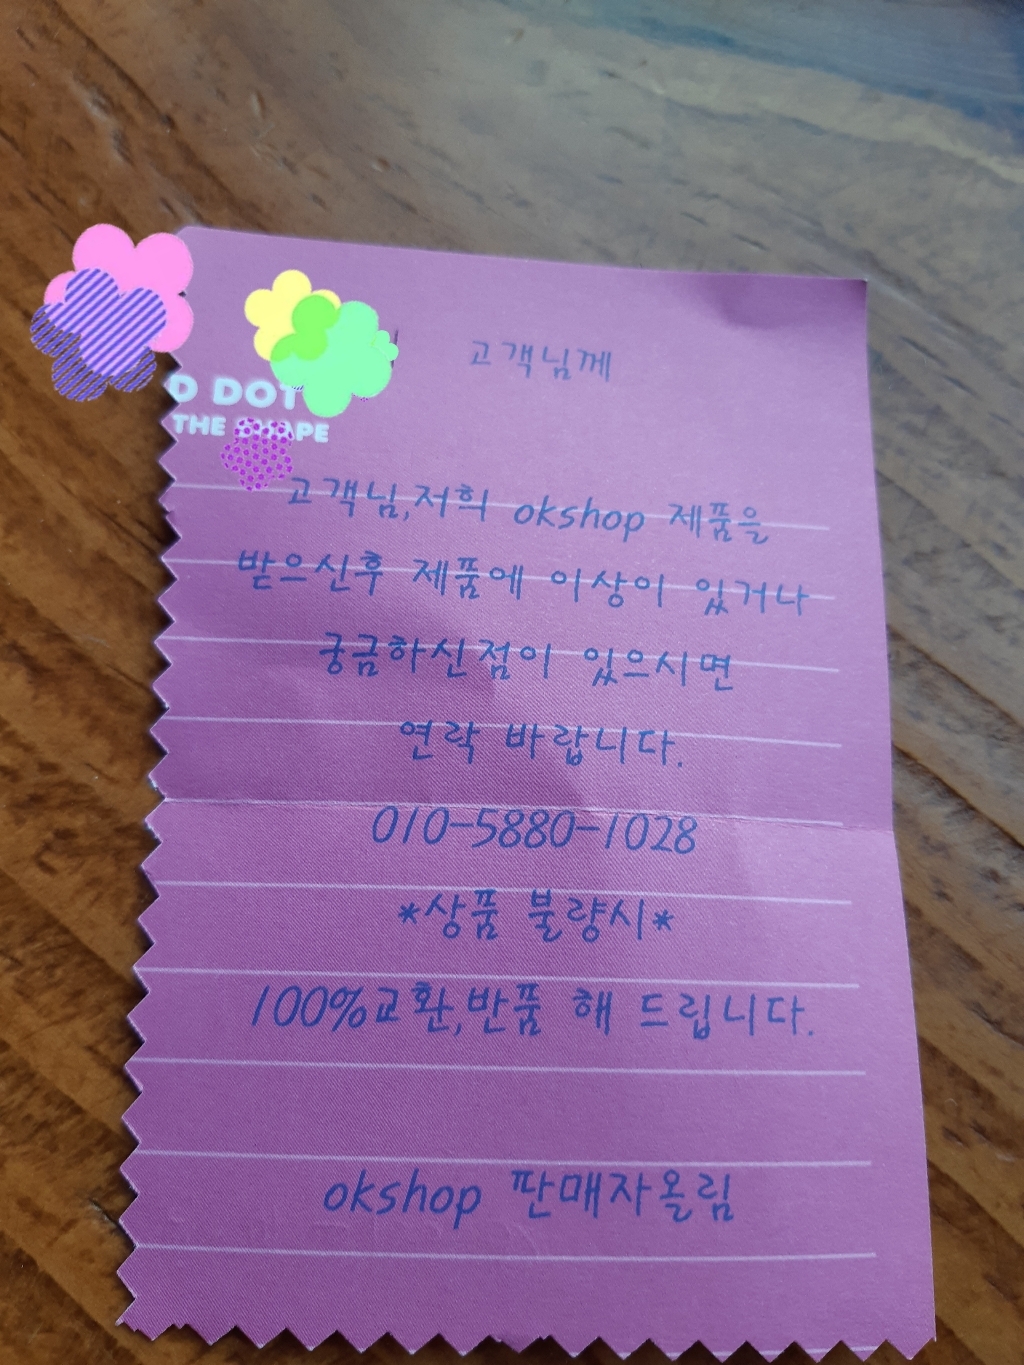 고객님께
D DOT
THE SHAPE
고객님,저희 okshop 제품을
받으신후 제품에 이상이 있거나
궁금하신점이 있으시면
연락 바랍니다.
010-5880-1028
*상품 불량시*
100%교환,반품 해 드립니다.
okshop 판매자올림